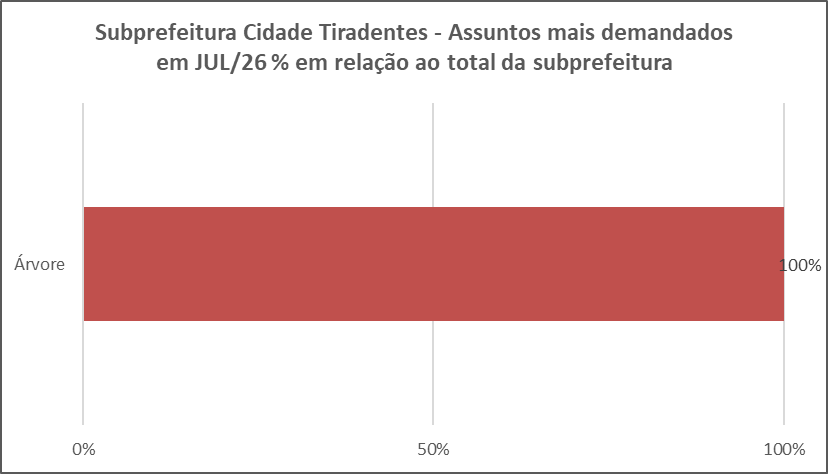 Subprefeitura Cidade Tiradentes - Assuntos mais demandados
em JUL/26 % em relação ao total da subprefeitura
Árvore
100%
0%
50%
100%